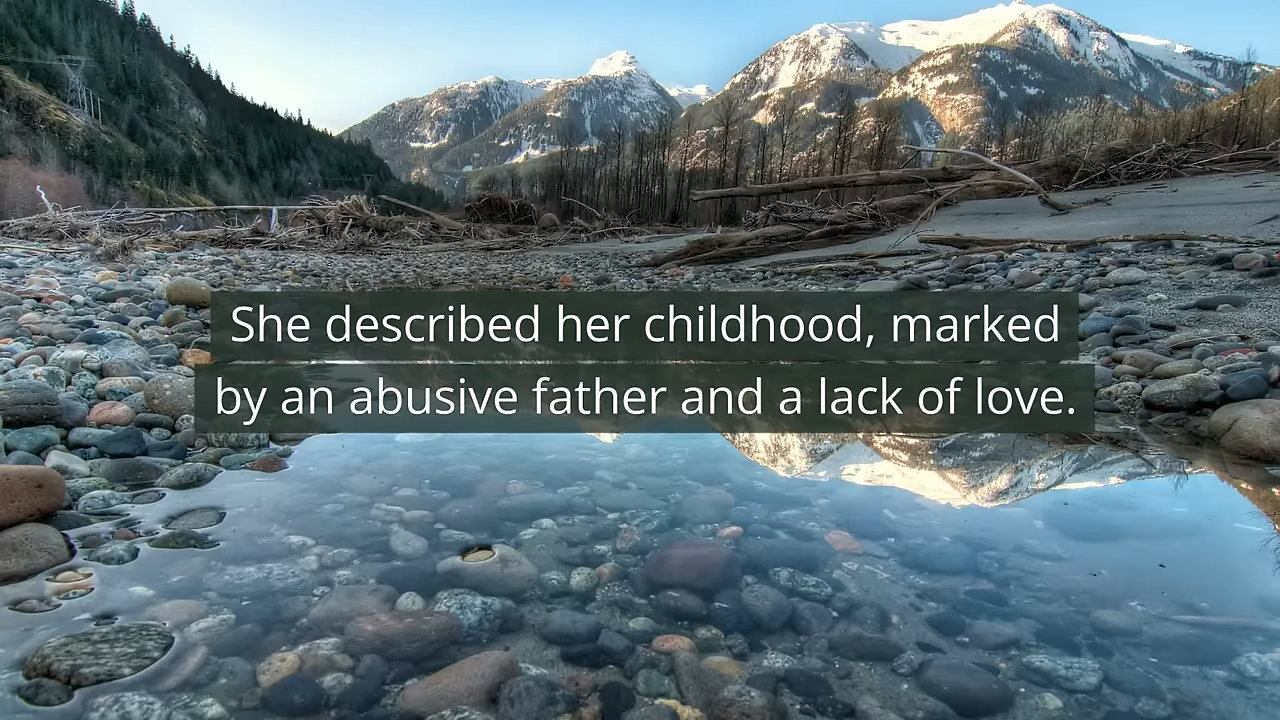 She described her childhood, marked
by an abusive father and a lack of love.